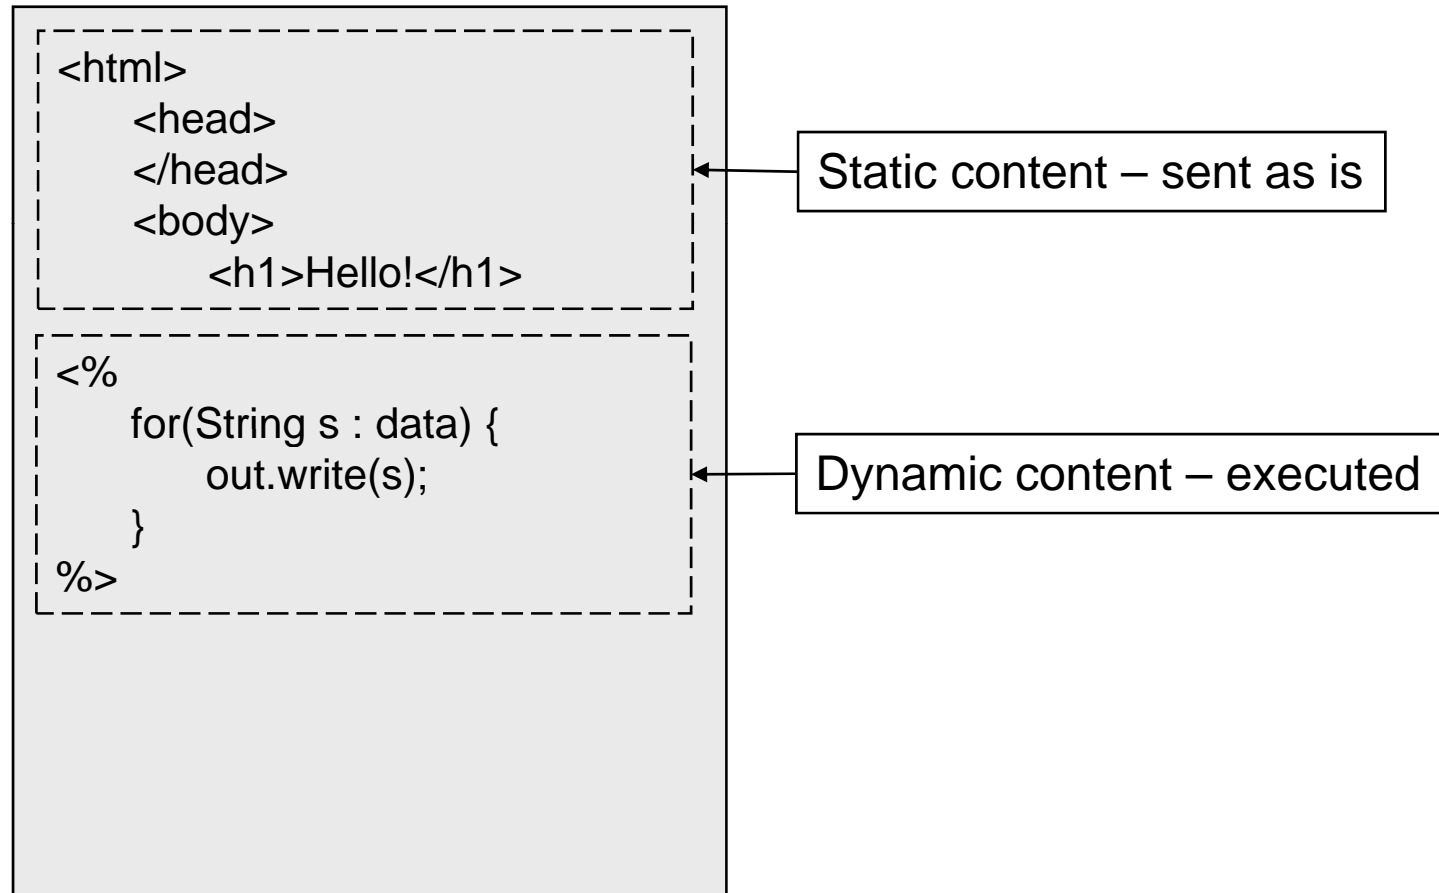 <html>
<head>
</head>
<body>
<h1>Hello!</h1>
Static content – sent as is
<%
for(String s : data) {
out.write(s);
}
%>
Dynamic content – executed